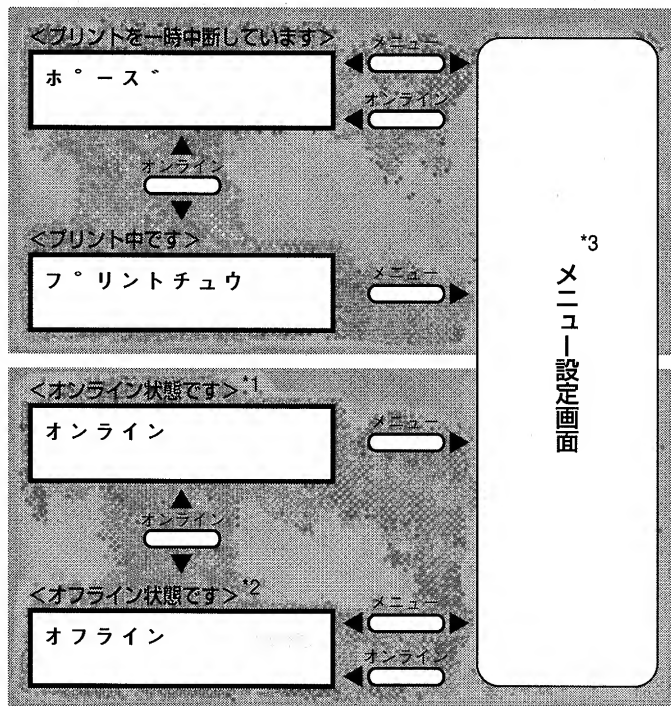 <プリントを一時中断しています>
ホ゜ース゛
メニュー
オンライン
オンライン
<プリント中です>
フ゜リントチュウ
メニュー
*3
メニュー設定画面
<オンライン状態です>*1
オンライン
メニュー
オンライン
<オフライン状態です>*2
オフライン
メニュー
オンライン